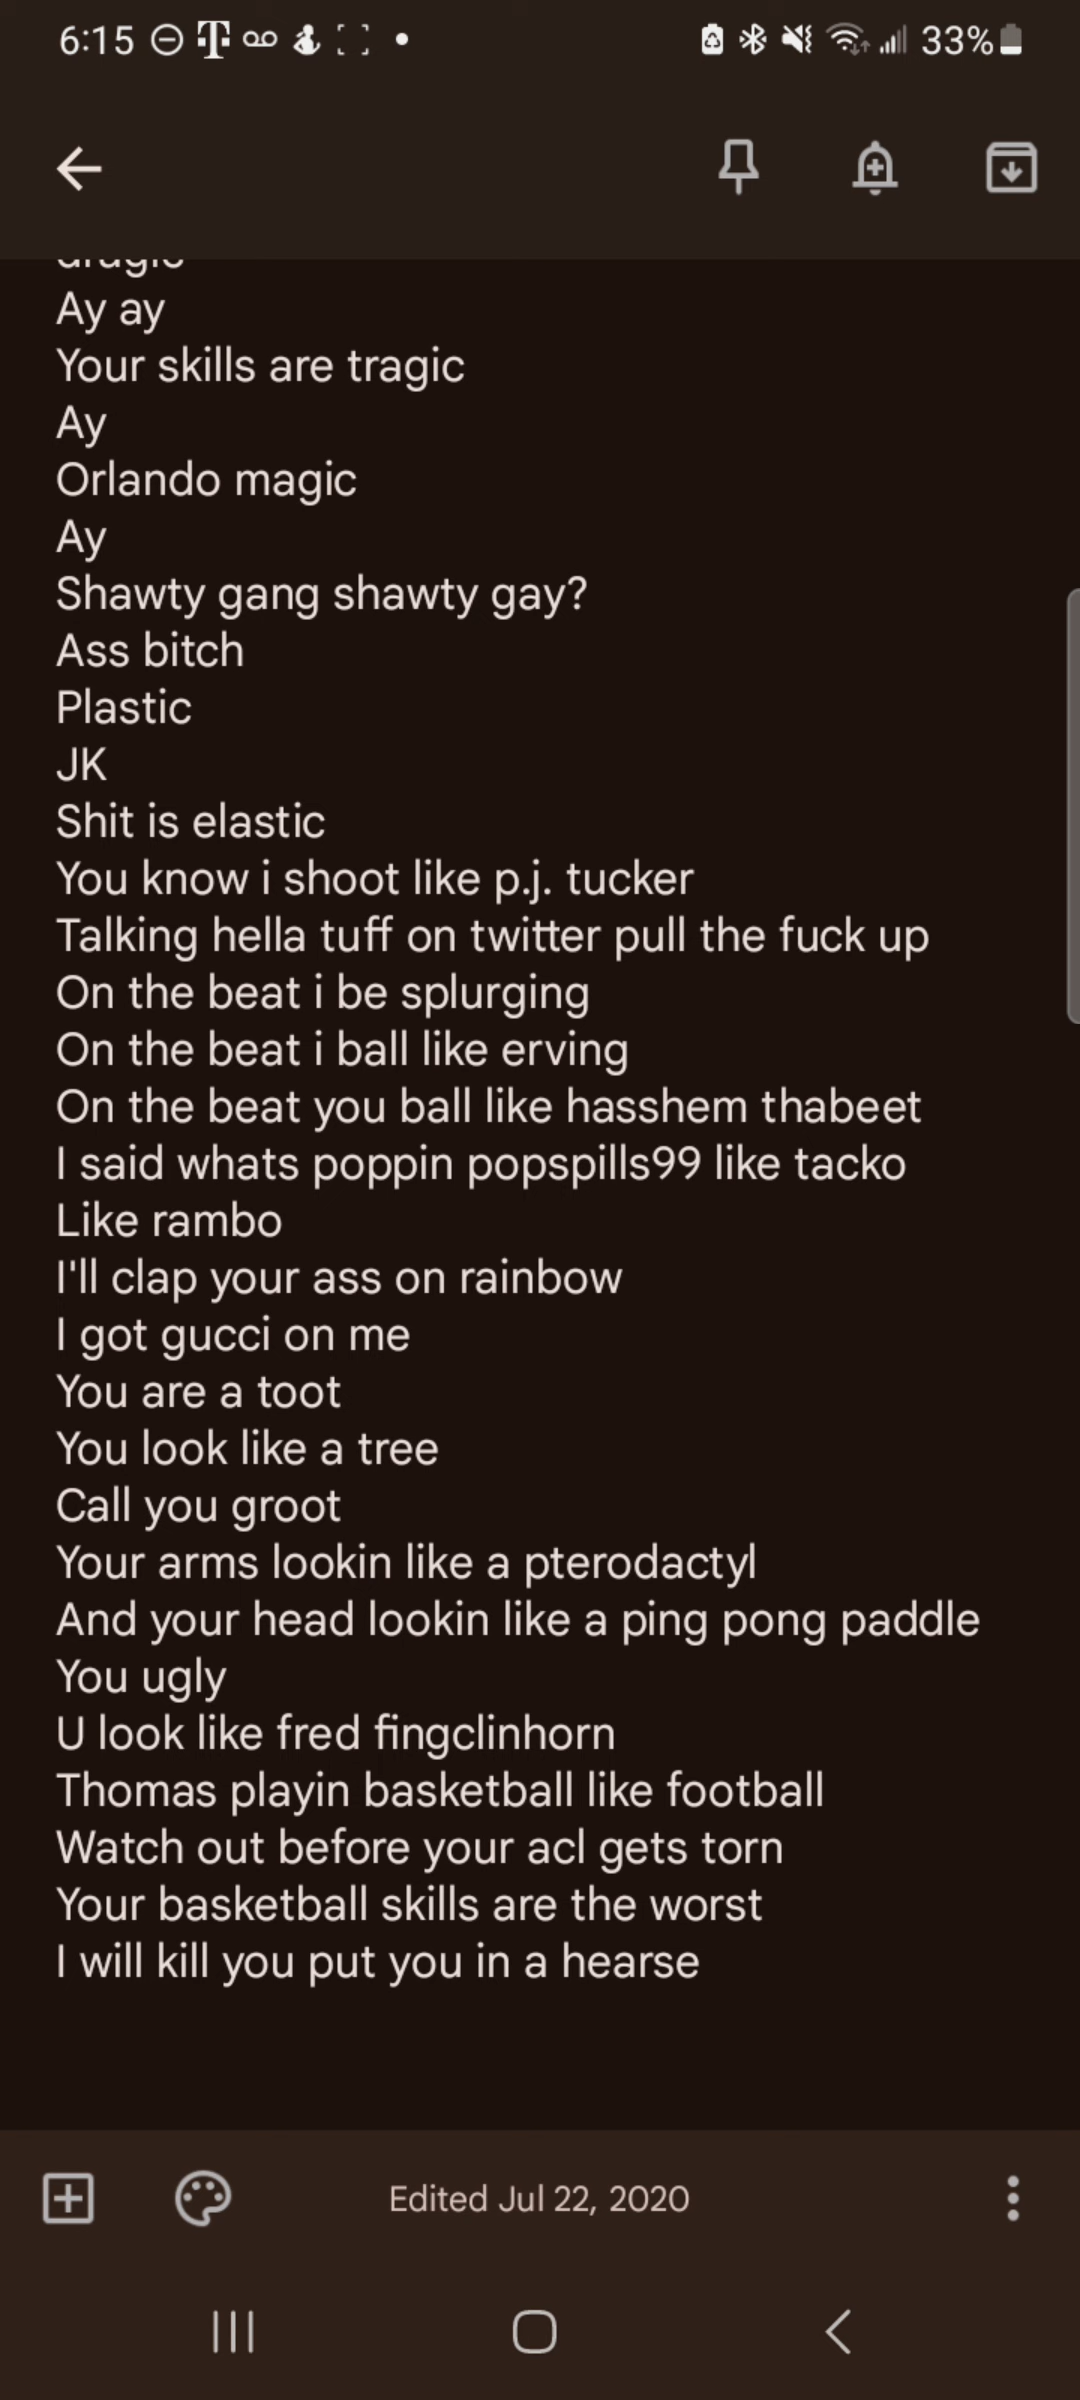 6:15
33%
Ay ay
Your skills are tragic
Ay
Orlando magic
Ay
Shawty gang shawty gay?
Ass bitch
Plastic
JK
Shit is elastic
You know i shoot like p.j. tucker
Talking hella tuff on twitter pull the fuck up
On the beat i be splurging
On the beat i ball like erving
On the beat you ball like hasshem thabeet
I said whats poppin popspills99 like tacko
Like rambo
I'll clap your ass on rainbow
I got gucci on me
You are a toot
You look like a tree
Call you groot
Your arms lookin like a pterodactyl
And your head lookin like a ping pong paddle
You ugly
U look like fred fingclinhorn
Thomas playin basketball like football
Watch out before your acl gets torn
Your basketball skills are the worst
I will kill you put you in a hearse
Edited Jul 22, 2020